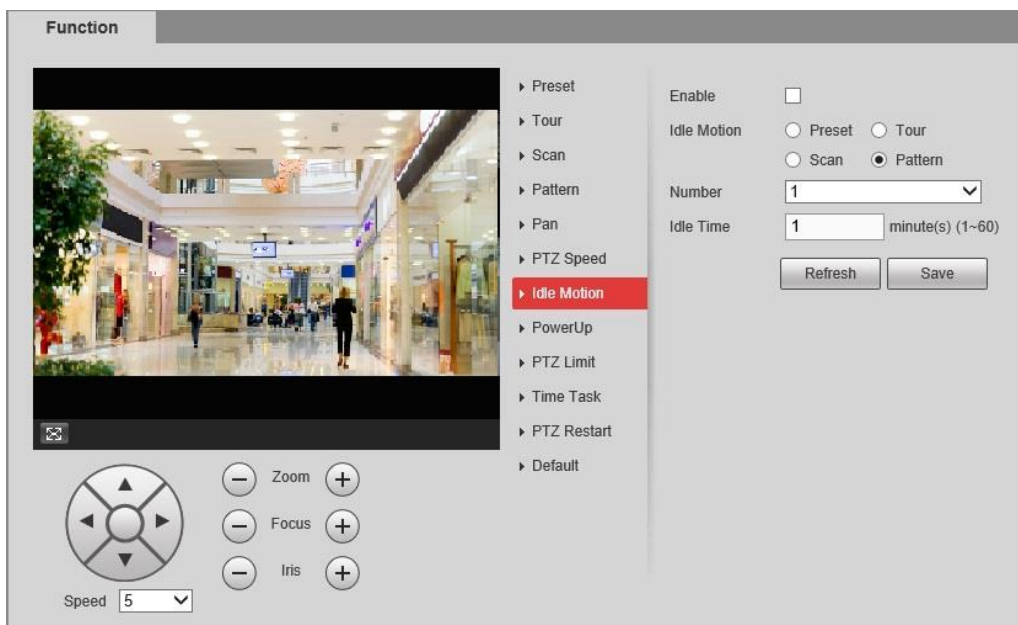 Function
Preset
Tour
Scan
Pattern
Pan
PTZ Speed
Idle Motion
PowerUp
PTZ Limit
Time Task
PTZ Restart
Default
Enable
Idle Motion Preset Tour
Scan Pattern
Number 1
Idle Time 1 minute(s) (1~60)
Refresh Save
Zoom
Focus
Iris
Speed 5